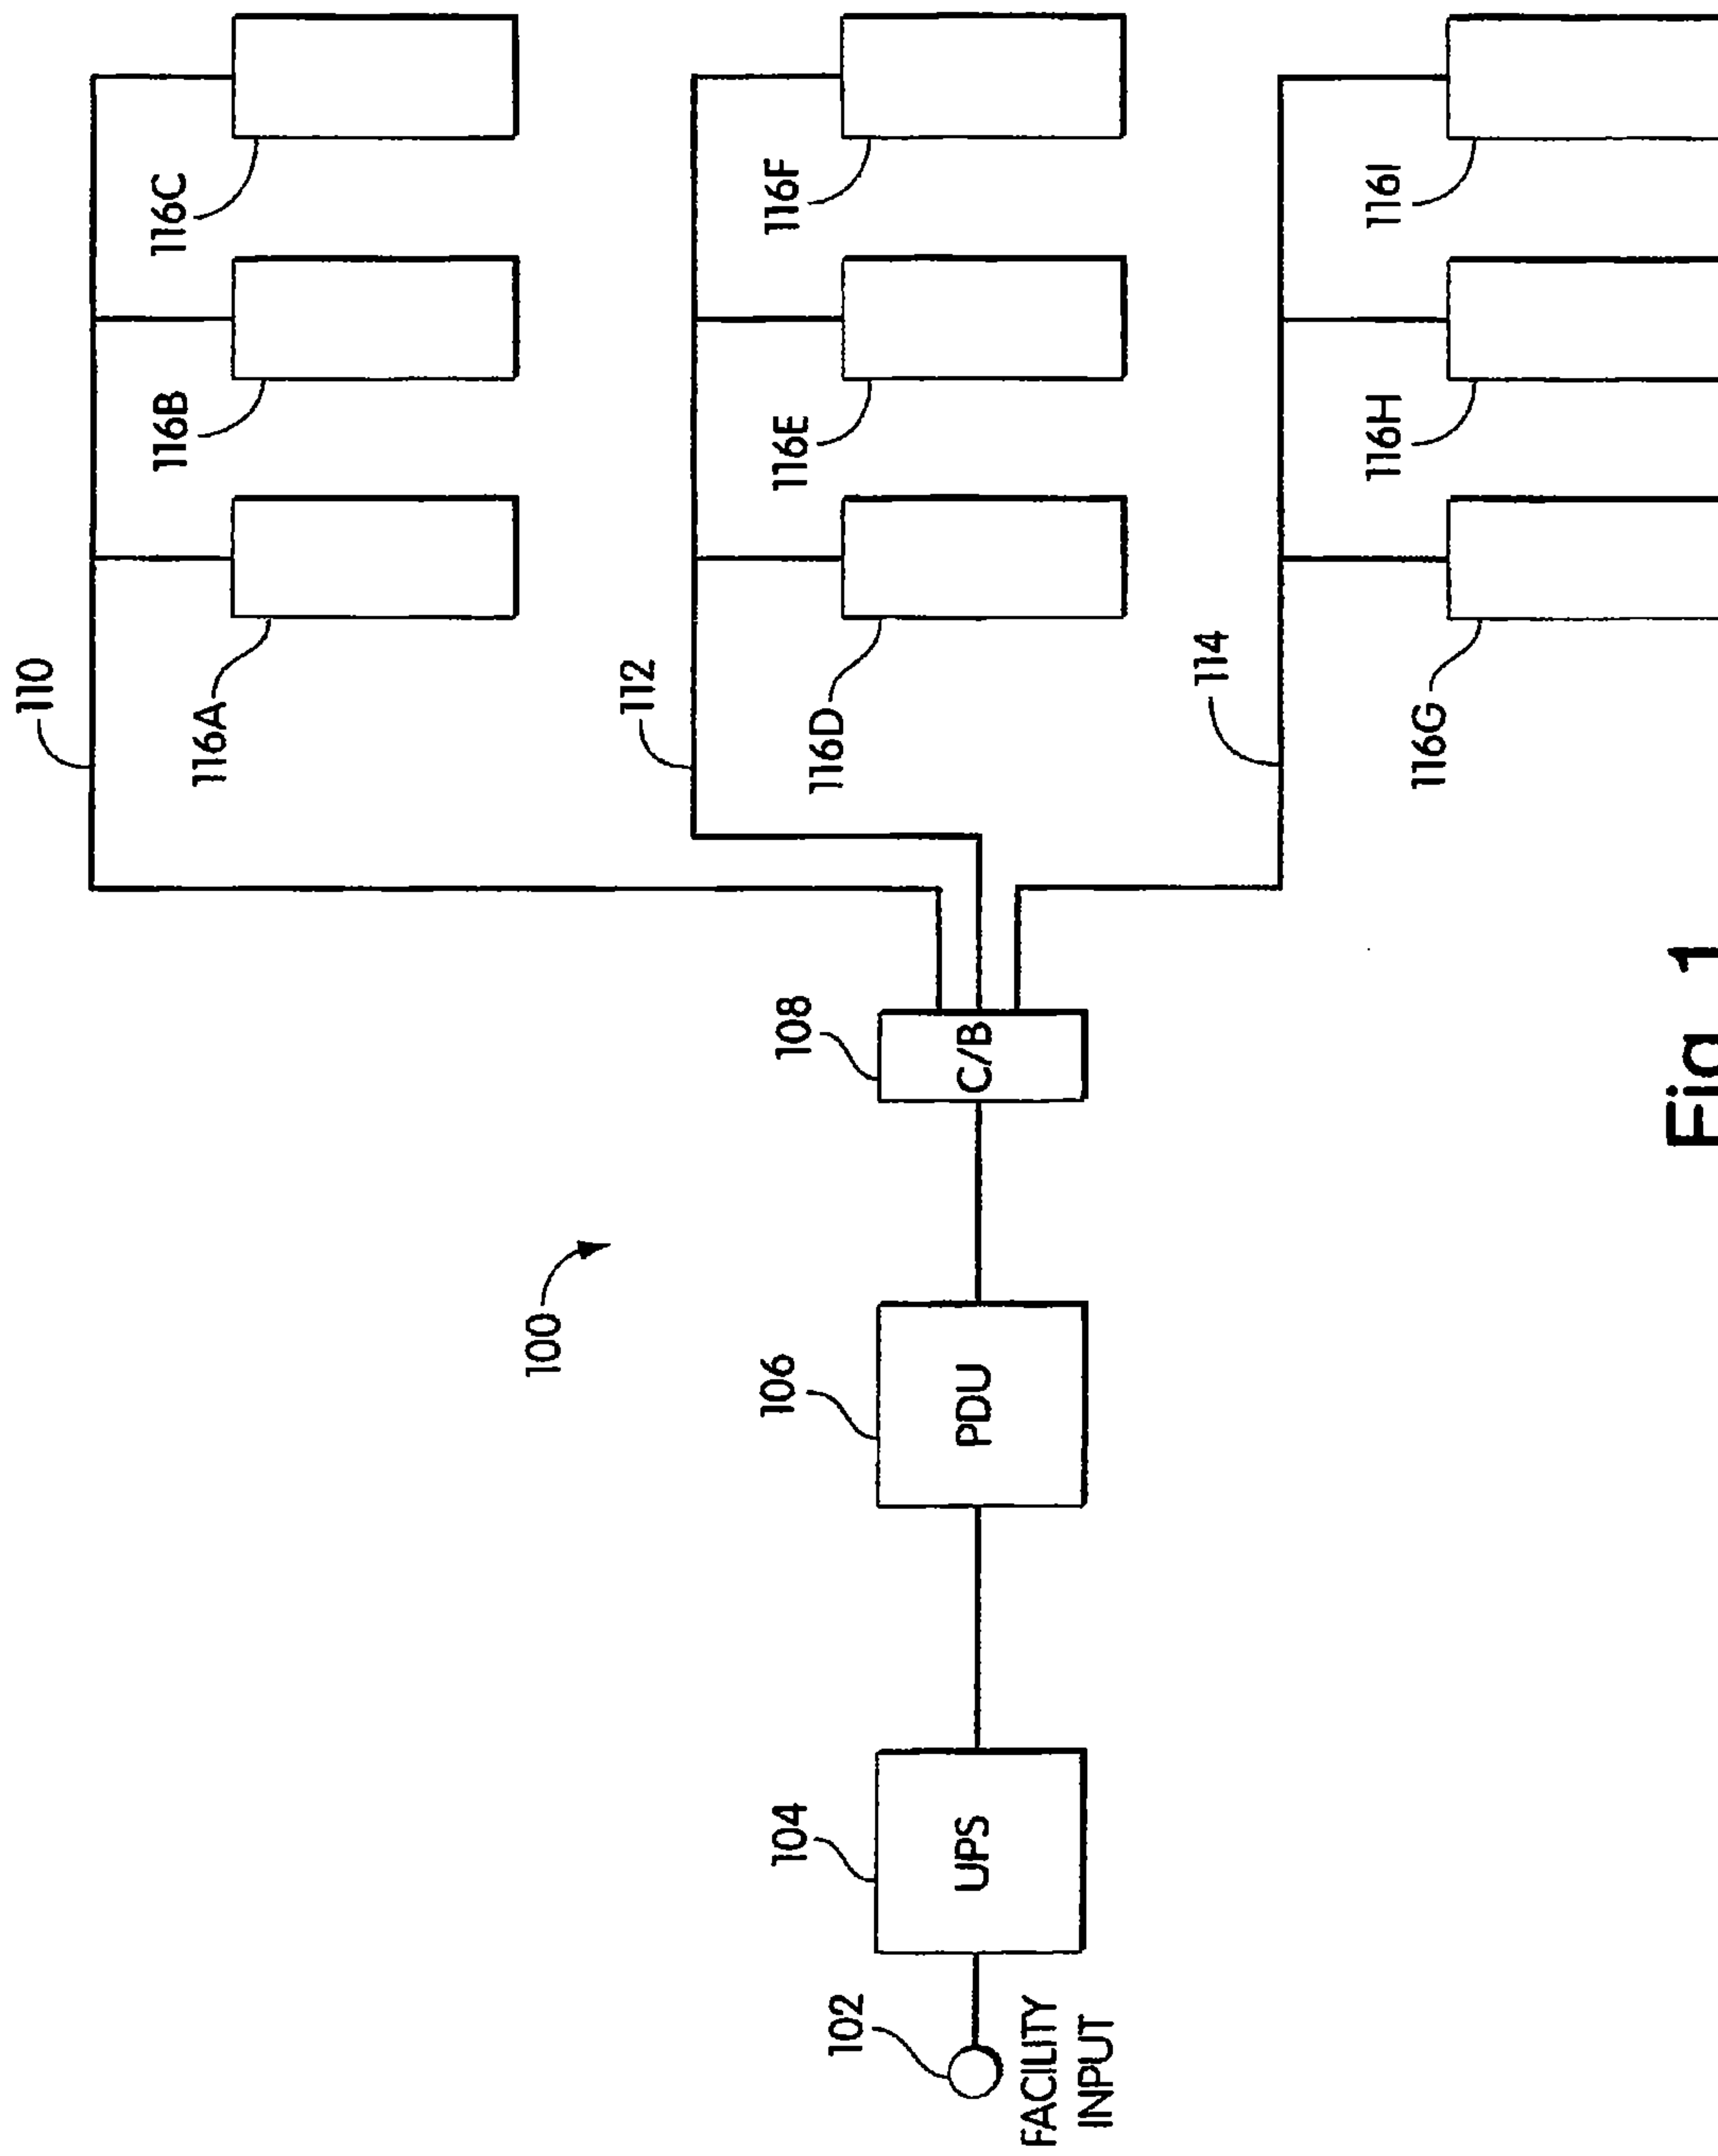 110
116A
116B
116C
112
116D
116E
116F
114
116G
116H
116I
100
102
FACILITY
INPUT
104
UPS
106
PDU
108
C/B
Fig. 1